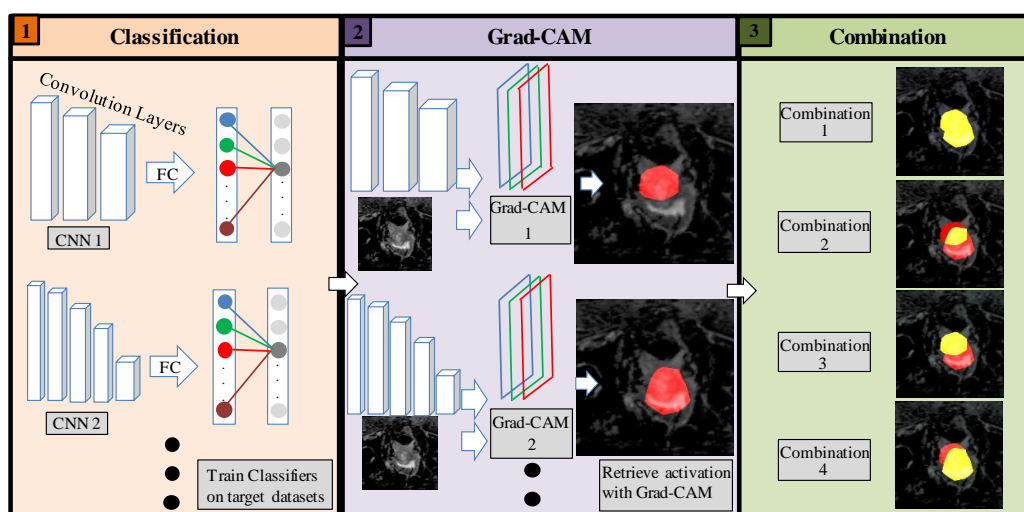 1
Classification
Convolution Layers
FC
CNN 1
FC
CNN 2
Train Classifiers
on target datasets
2
Grad-CAM
Grad-CAM
1
Grad-CAM
2
Retrieve activation
with Grad-CAM
3
Combination
Combination
1
Combination
2
Combination
3
Combination
4